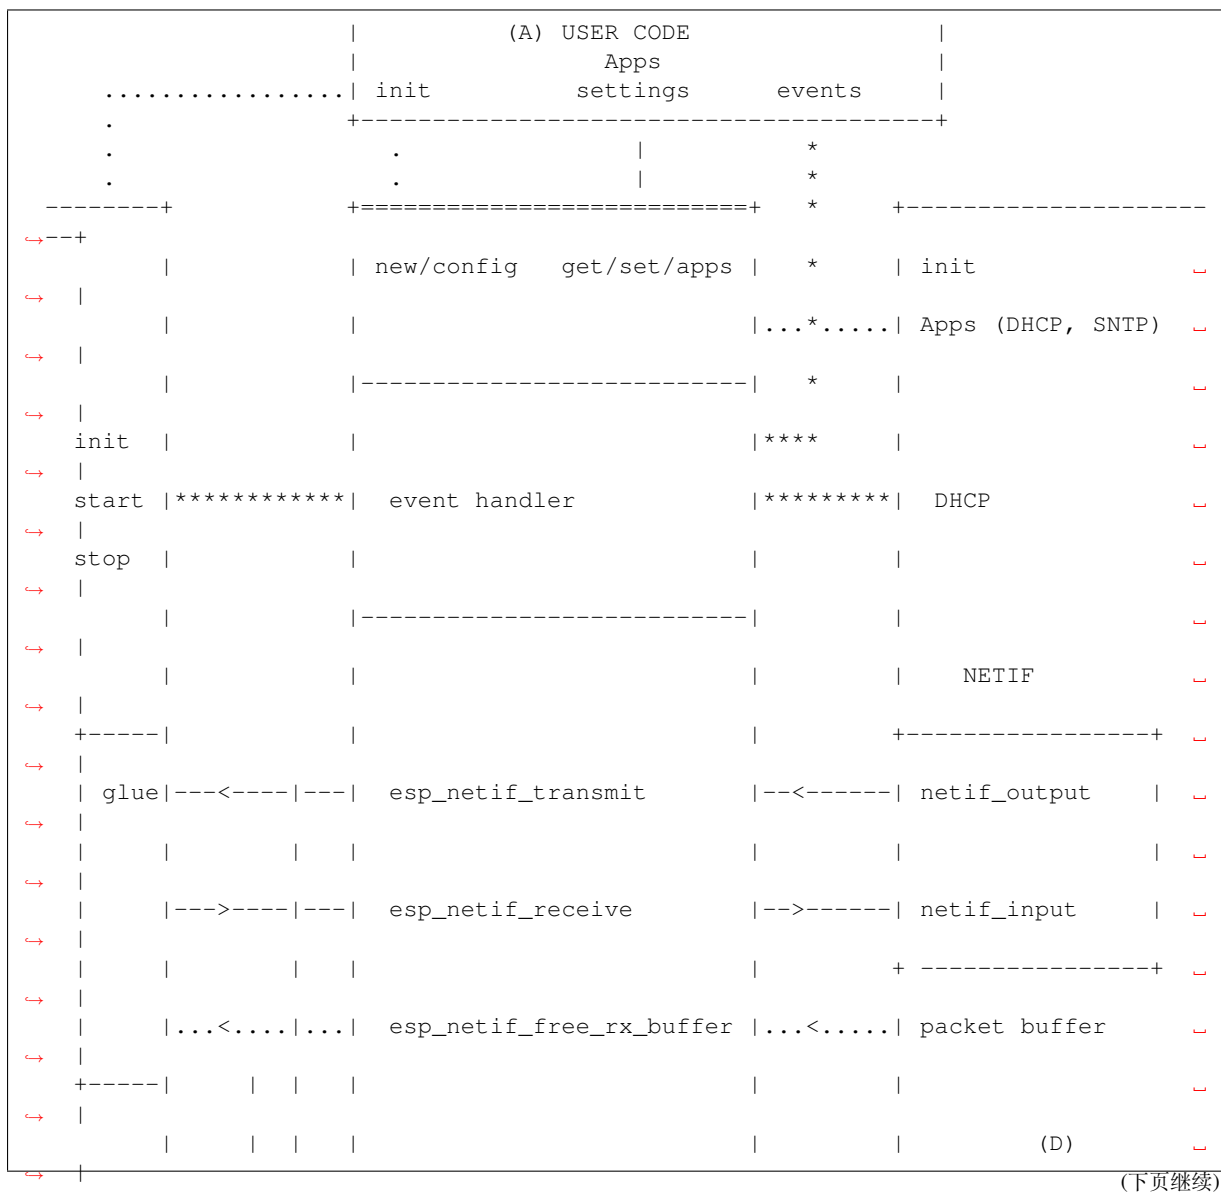 |          (A) USER CODE                 |
                       |                 Apps                   |
      .................| init          settings      events     |
      .                +----------------------------------------+
      .                   .                |           *
      .                   .                |           *
  --------+            +===========================+   *     +---------------------
↪--+
          |            | new/config   get/set/apps |   *     | init                ␣
↪  |
          |            |                           |...*.....| Apps (DHCP, SNTP)   ␣
↪  |
          |            |---------------------------|   *     |                     ␣
↪  |
    init  |            |                           |****     |                     ␣
↪  |
    start |************|  event handler            |*********|  DHCP               ␣
↪  |
    stop  |            |                           |         |                     ␣
↪  |
          |            |---------------------------|         |                     ␣
↪  |
          |            |                           |         |    NETIF            ␣
↪  |
    +-----|            |                           |         +-----------------+   ␣
↪  |
    | glue|---<----|---|  esp_netif_transmit       |--<------| netif_output    |   ␣
↪  |
    |     |        |   |                           |         |                 |   ␣
↪  |
    |     |--->----|---|  esp_netif_receive        |-->------| netif_input     |   ␣
↪  |
    |     |        |   |                           |         + ----------------+   ␣
↪  |
    |     |...<....|...|  esp_netif_free_rx_buffer |...<.....| packet buffer       ␣
↪  |
    +-----|     |  |   |                           |         |                     ␣
↪  |
          |     |  |   |                           |         |         (D)         ␣
↪  |
(下页继续)